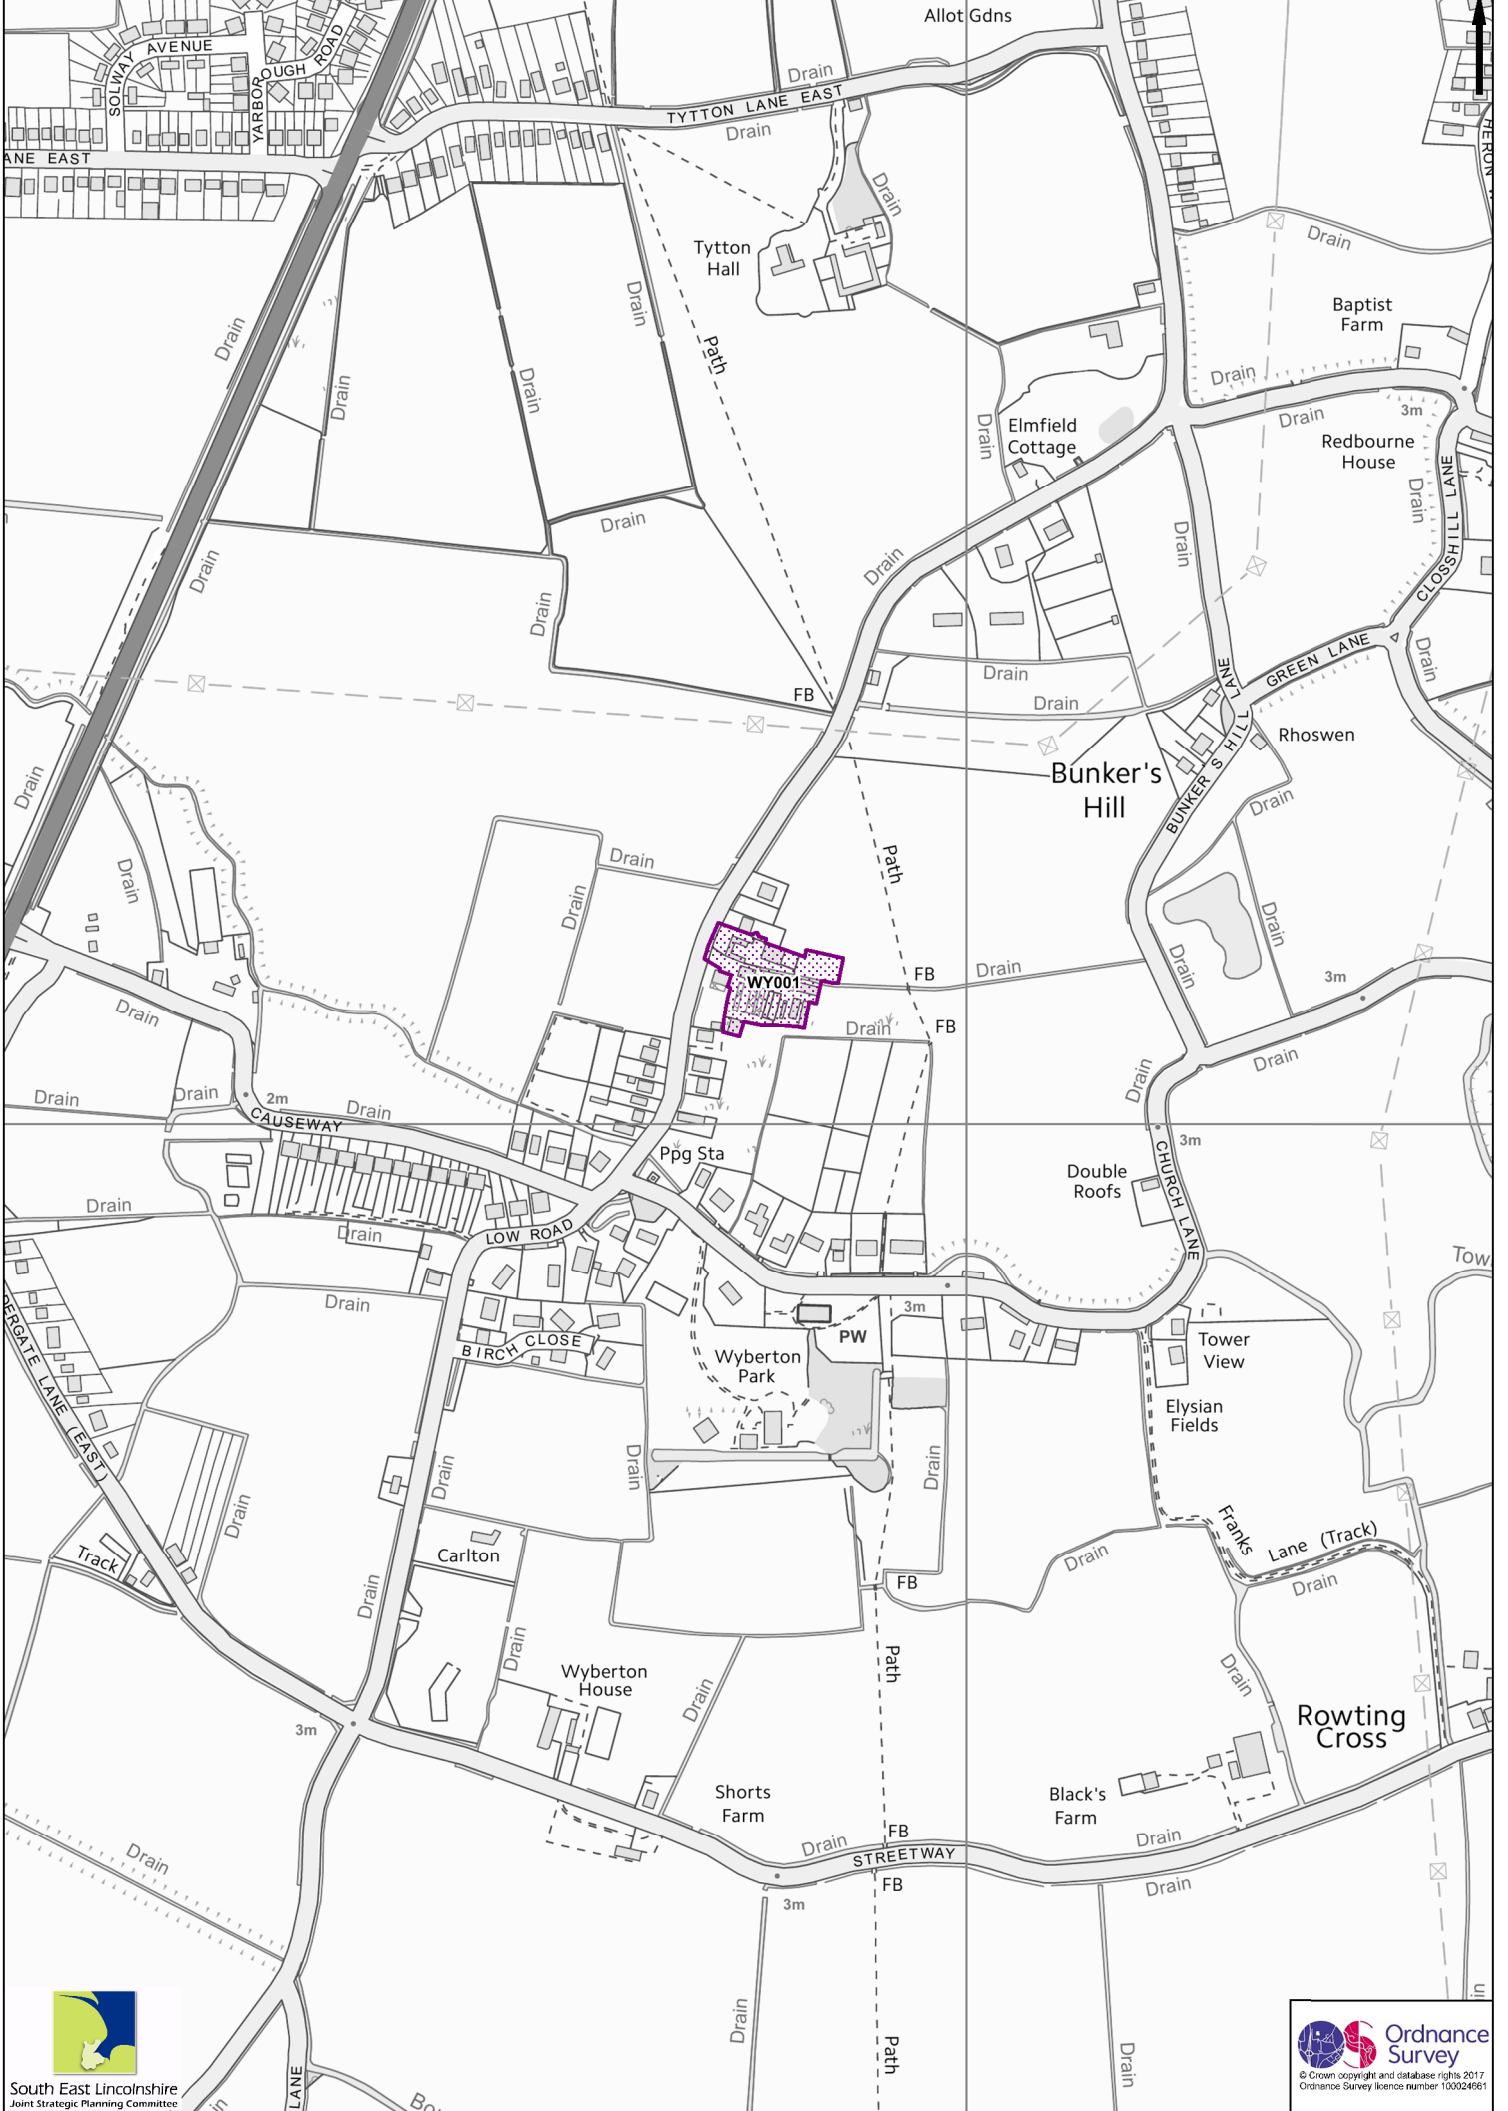 Allot Gdns
SOLWAY
AVENUE
YARBOROUGH ROAD
Drain
TYTTON LANE EAST
Drain
ANE EAST
HERON
Drain
Tytton
Hall
Drain
Drain
Drain
Drain
Drain
Path
Baptist
Farm
Drain
Drain
3m
Elmfield
Cottage
Drain
Redbourne
House
CLOSSHILL LANE
Drain
Drain
Drain
Drain
Drain
Drain
FB
Drain
Drain
GREEN LANE
Drain
Rhoswen
Bunker's
Hill
BUNKER'S HILL LANE
Drain
Drain
Drain
Drain
Drain
Path
WY001
FB
Drain
Drain
Drain
3m
Drain
Drain
FB
Drain
Drain
Drain
Drain
2m
Drain
CAUSEWAY
Ppg Sta
3m
CHURCH LANE
Double
Roofs
Drain
Drain
LOW ROAD
Tow
Drain
3m
PW
BIRCH CLOSE
Wyberton
Park
Tower
View
Elysian
Fields
DERGATE LANE (EAST)
Drain
Drain
Drain
Drain
Franks
Lane (Track)
Track
Carlton
Drain
Drain
FB
Drain
Drain
Path
Wyberton
House
Drain
Drain
3m
Rowting
Cross
Shorts
Farm
Black's
Farm
FB
Drain
STREETWAY
Drain
Drain
FB
Drain
3m
Drain
Path
Drain
LANE
in
in
South East Lincolnshire
Joint Strategic Planning Committee
Ordnance
Survey
© Crown copyright and database rights 2017
Ordnance Survey licence number 100024661